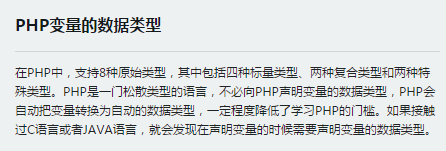 PHP变量的数据类型
在PHP中，支持8种原始类型，其中包括四种标量类型、两种复合类型和两种特
殊类型。PHP是一门松散类型的语言，不必向PHP声明变量的数据类型，PHP会
自动把变量转换为自动的数据类型，一定程度降低了学习PHP的门槛。如果接触
过C语言或者JAVA语言，就会发现在声明变量的时候需要声明变量的数据类型。